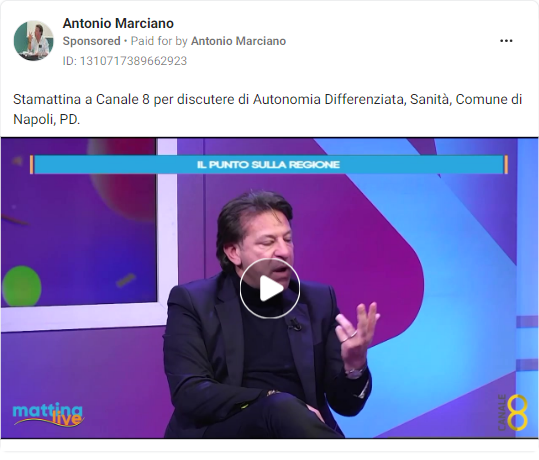 Antonio Marciano
Sponsored • Paid for by Antonio Marciano
ID: 1310717389662923
Stamattina a Canale 8 per discutere di Autonomia Differenziata, Sanità, Comune di
Napoli, PD.
IL PUNTO SULLA REGIONE
mattina
live
CANALE 8